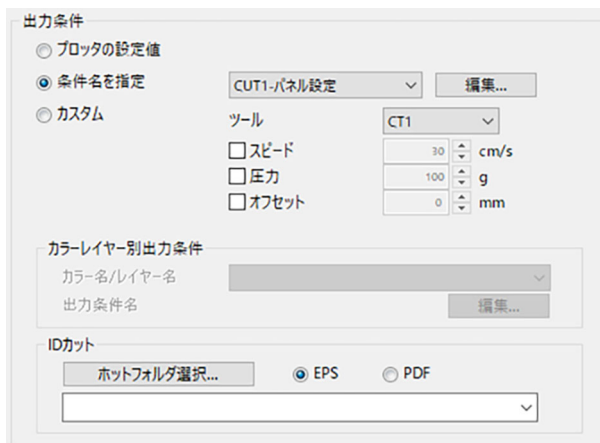 出力条件
プロッタの設定値
条件名を指定 CUT1-パネル設定 編集...
カスタム ツール CT1
スピード 30 cm/s
圧力 100 g
オフセット 0 mm
カラーレイヤー別出力条件
カラー名/レイヤー名
出力条件名 編集...
IDカット
ホットフォルダ選択... EPS PDF